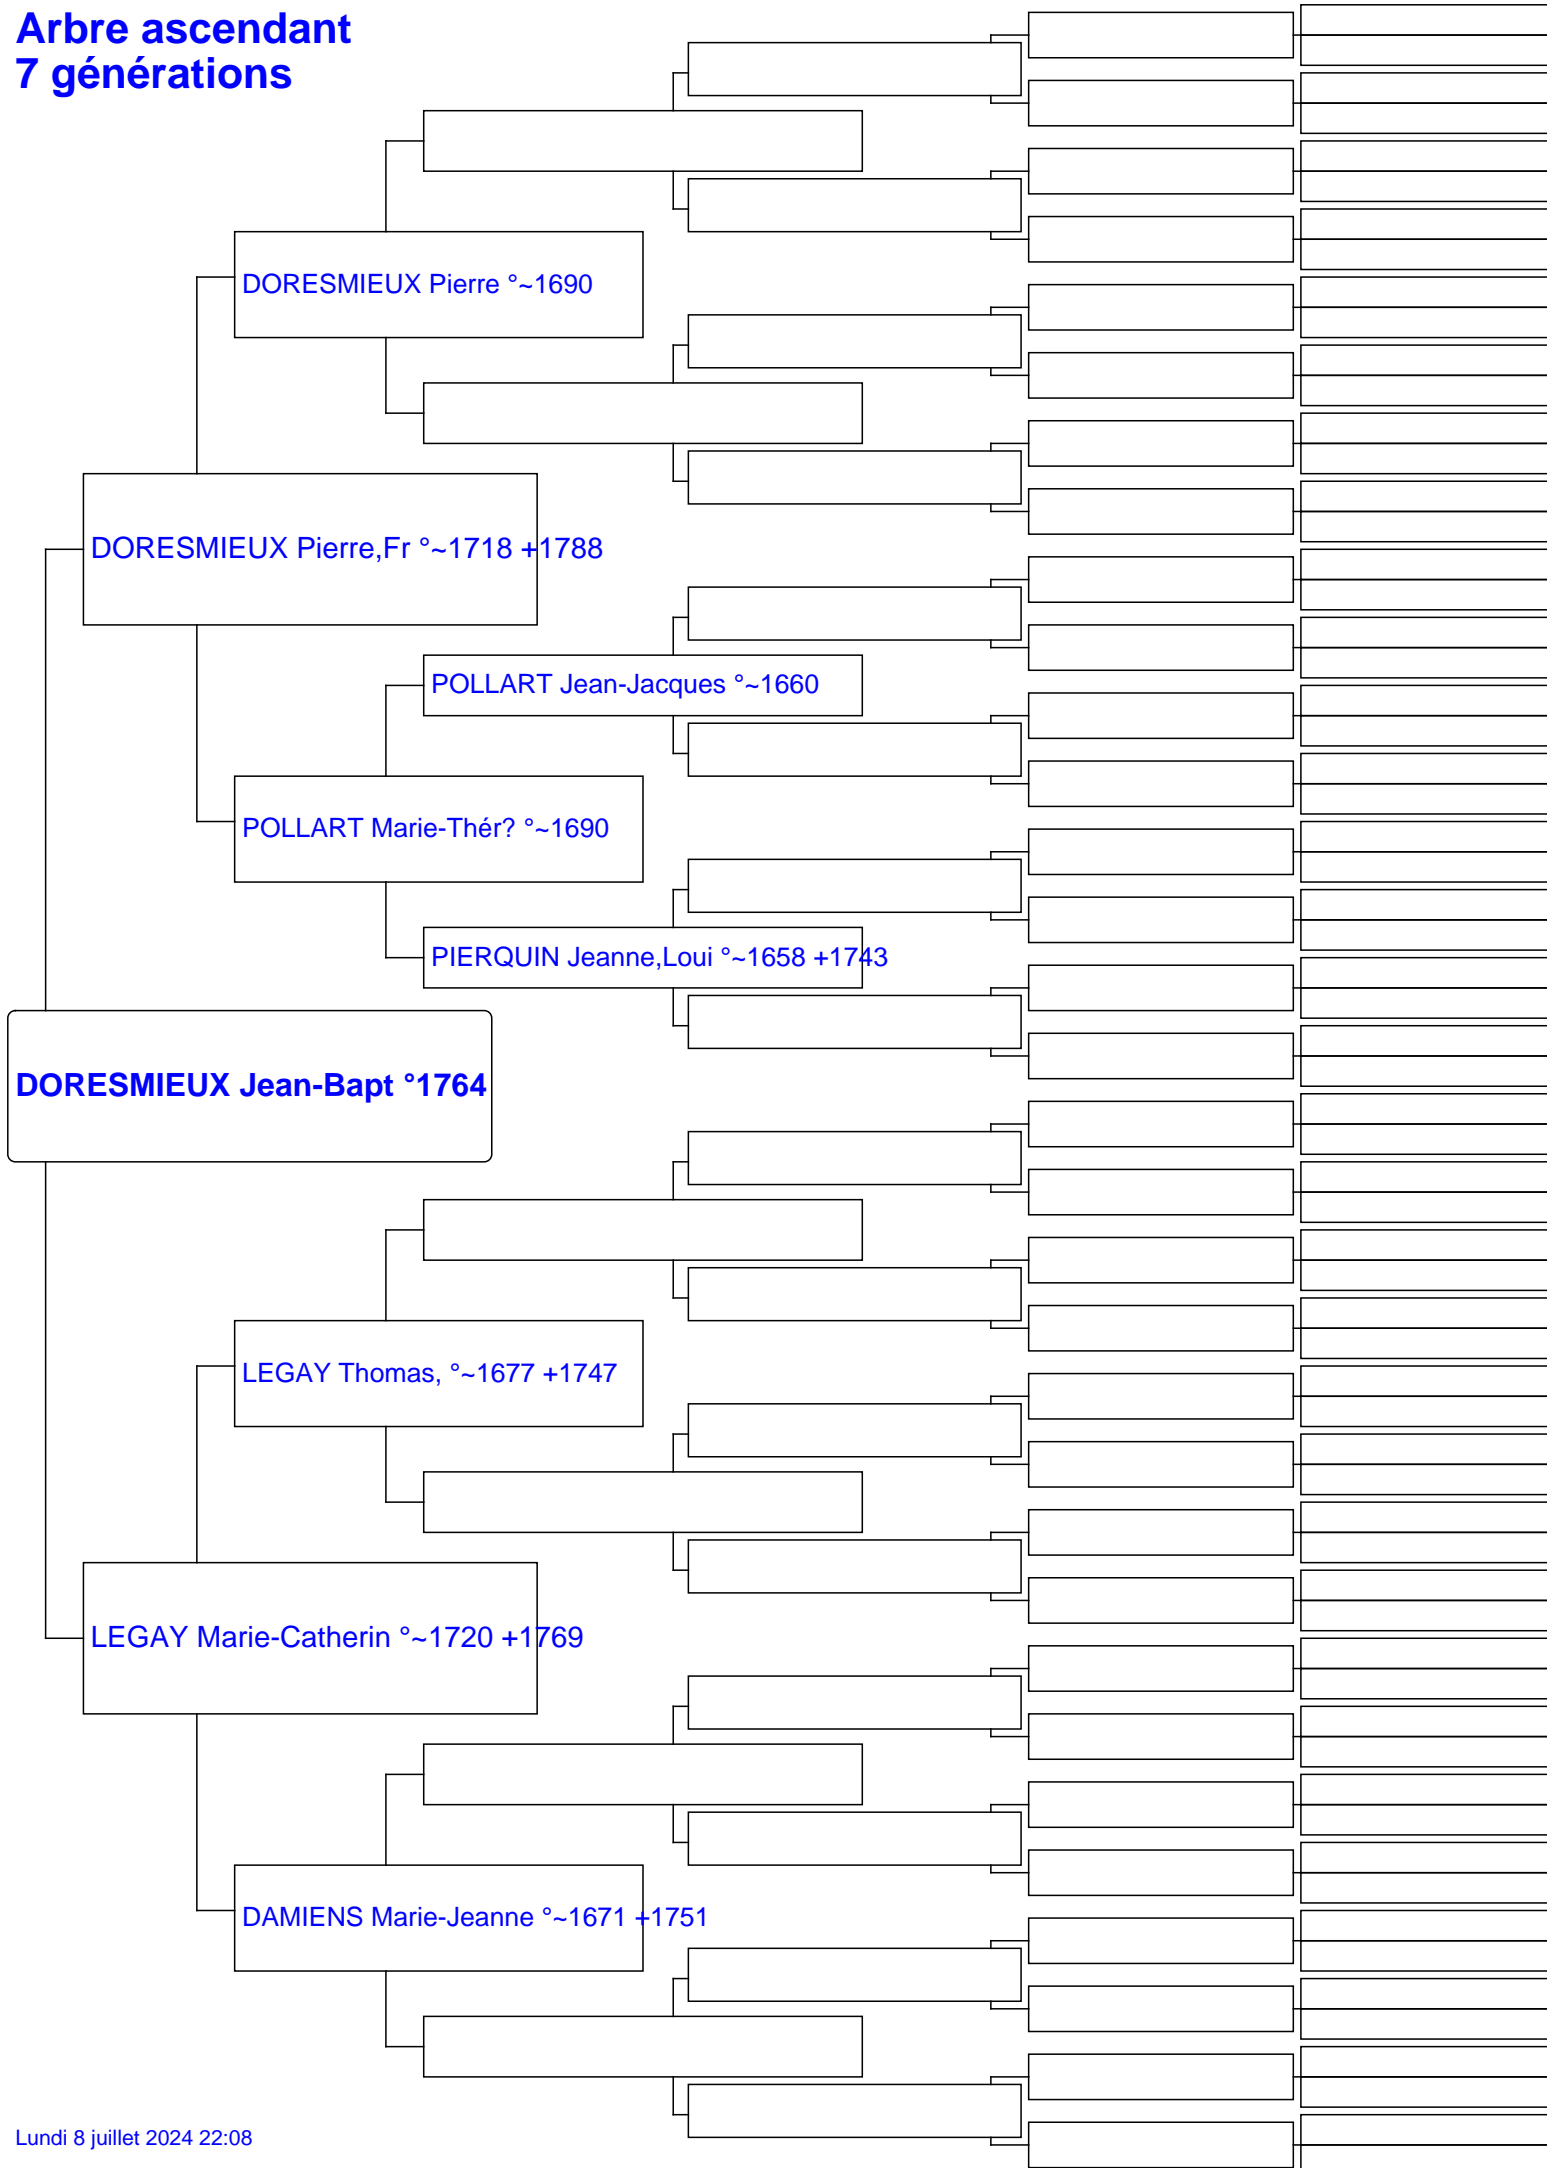 Arbre ascendant
7 générations
DORESMIEUX Pierre °~1690
DORESMIEUX Pierre,Fr °~1718 +1788
POLLART Jean-Jacques °~1660
POLLART Marie-Thér? °~1690
PIERQUIN Jeanne,Loui °~1658 +1743
DORESMIEUX Jean-Bapt °1764
LEGAY Thomas, °~1677 +1747
LEGAY Marie-Catherin °~1720 +1769
DAMIENS Marie-Jeanne °~1671 +1751
Lundi 8 juillet 2024 22:08